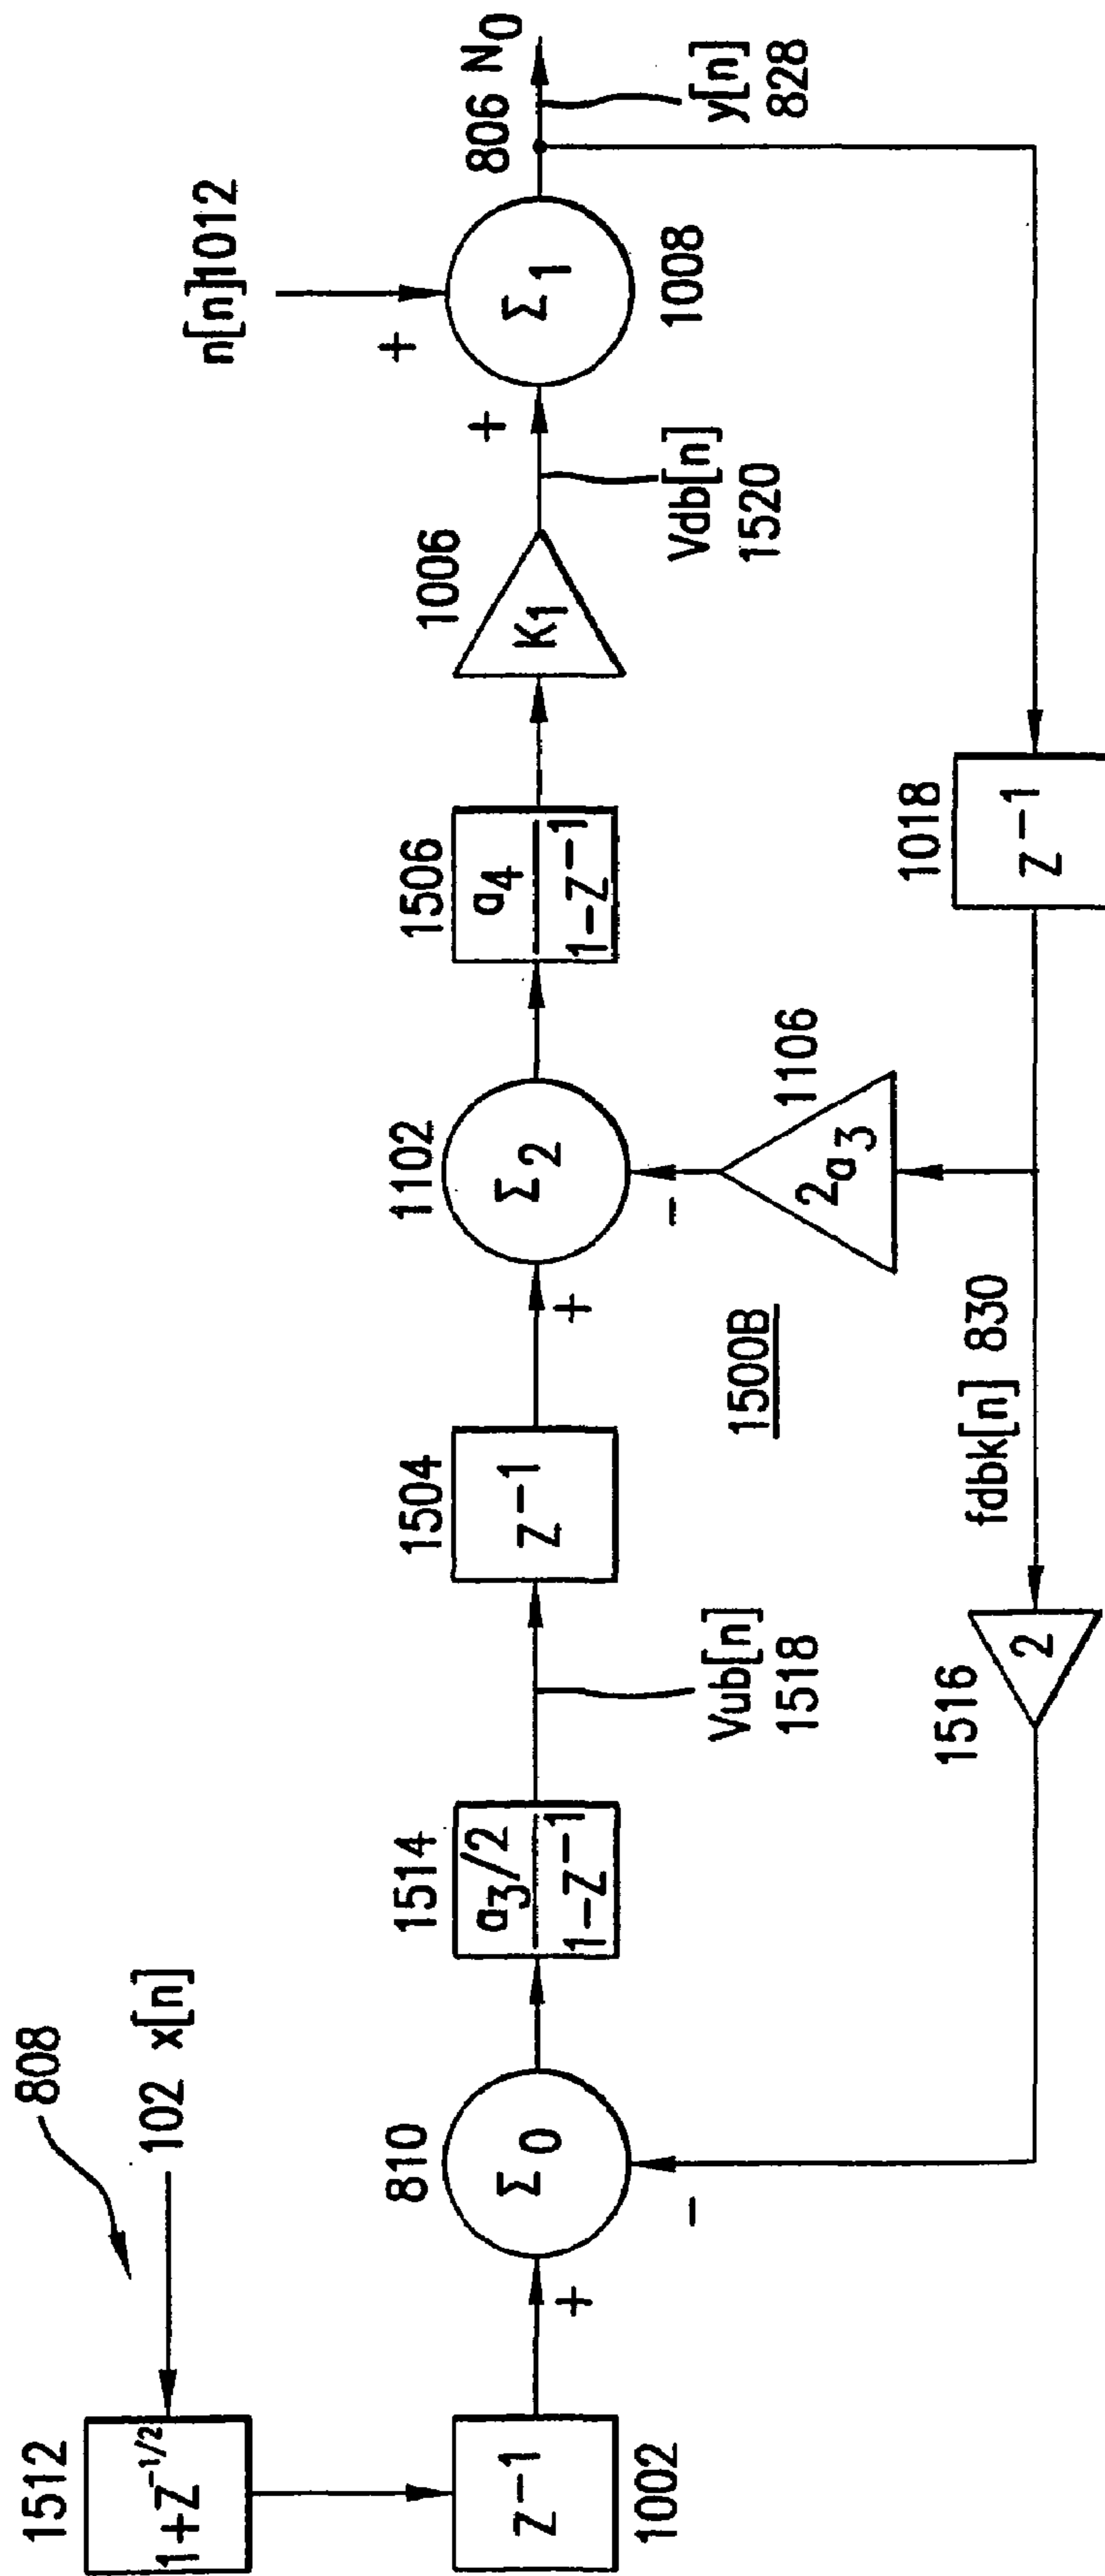 808
102 x[n]
1512
1+Z^-1/2
1002
Z^-1
+
810
Σ0
-
1514
a3/2
1-Z^-1
Vub[n]
1518
1504
Z^-1
+
1102
Σ2
-
1506
a4
1-Z^-1
1006
K1
Vdb[n]
1520
+
n[n]1012
+
Σ1
1008
806 N0
y[n]
828
1018
Z^-1
1106
2a3
fdbk[n] 830
1516
2
1500B